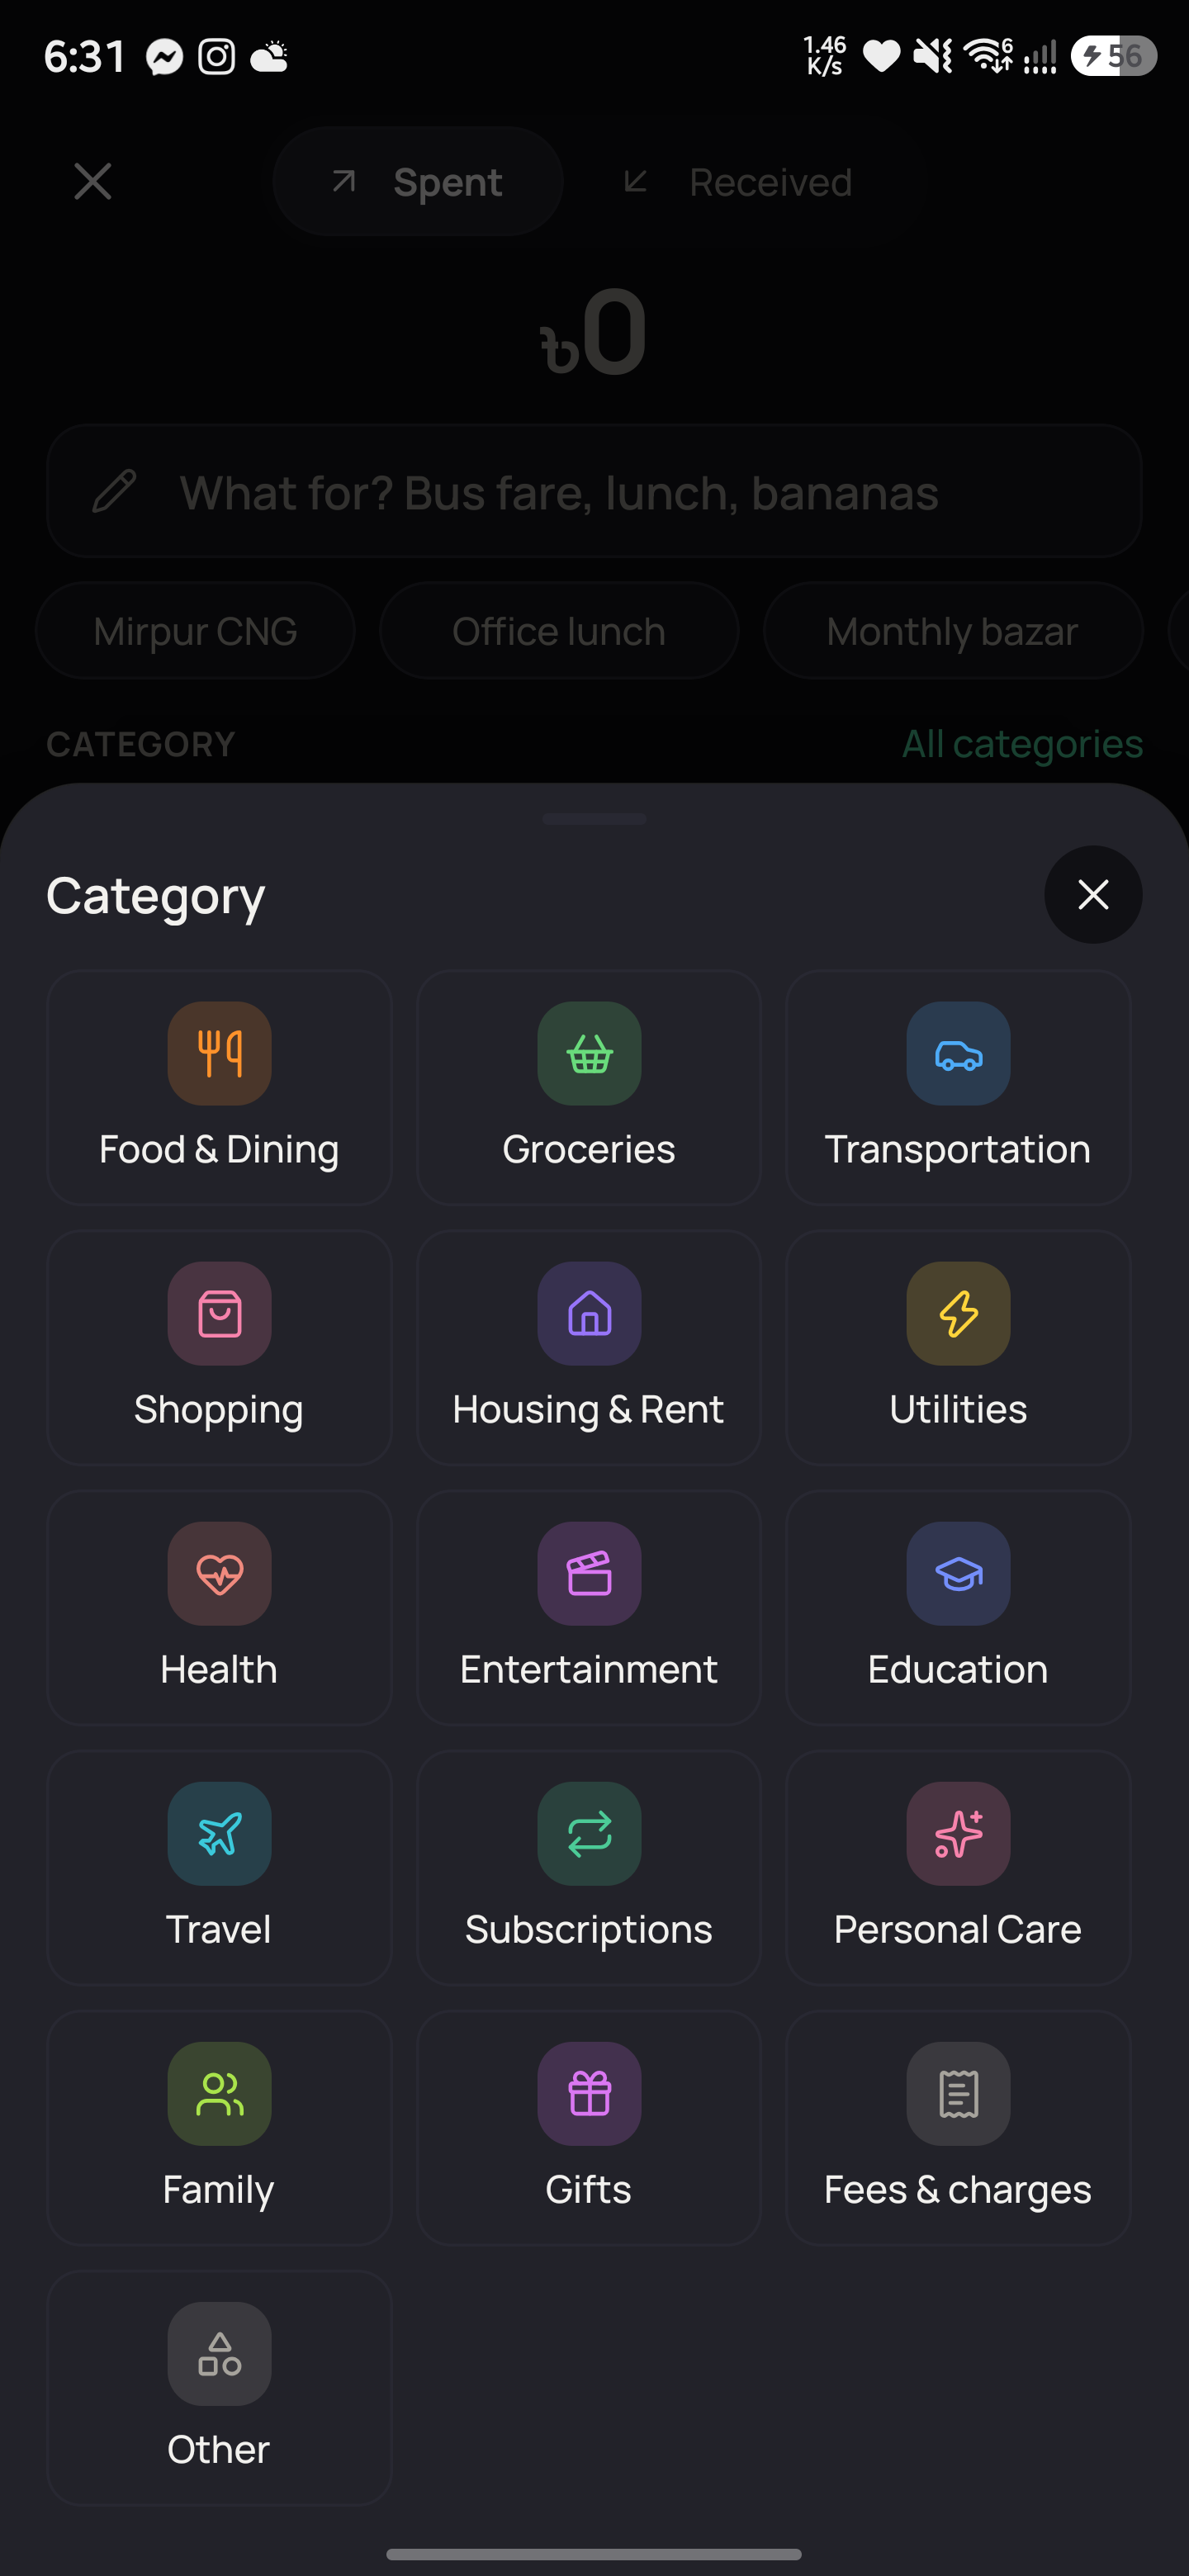 6:31
1.46 K/s
6
56
Spent
Received
৳0
What for? Bus fare, lunch, bananas
Mirpur CNG
Office lunch
Monthly bazar
CATEGORY
All categories
Category
Food & Dining
Groceries
Transportation
Shopping
Housing & Rent
Utilities
Health
Entertainment
Education
Travel
Subscriptions
Personal Care
Family
Gifts
Fees & charges
Other